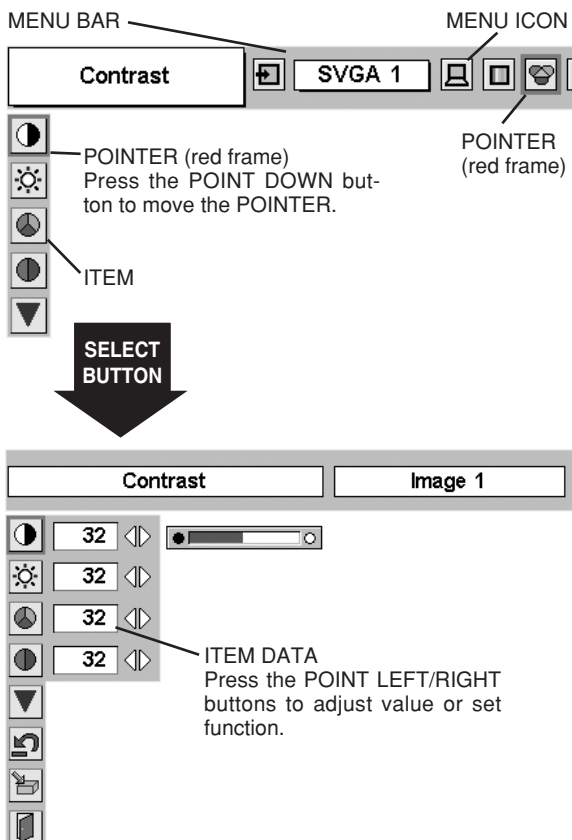 MENU BAR
MENU ICON
Contrast
SVGA 1
POINTER (red frame)
Press the POINT DOWN but-
ton to move the POINTER.
POINTER
(red frame)
ITEM
SELECT
BUTTON
Contrast
Image 1
32
32
32
32
ITEM DATA
Press the POINT LEFT/RIGHT
buttons to adjust value or set
function.